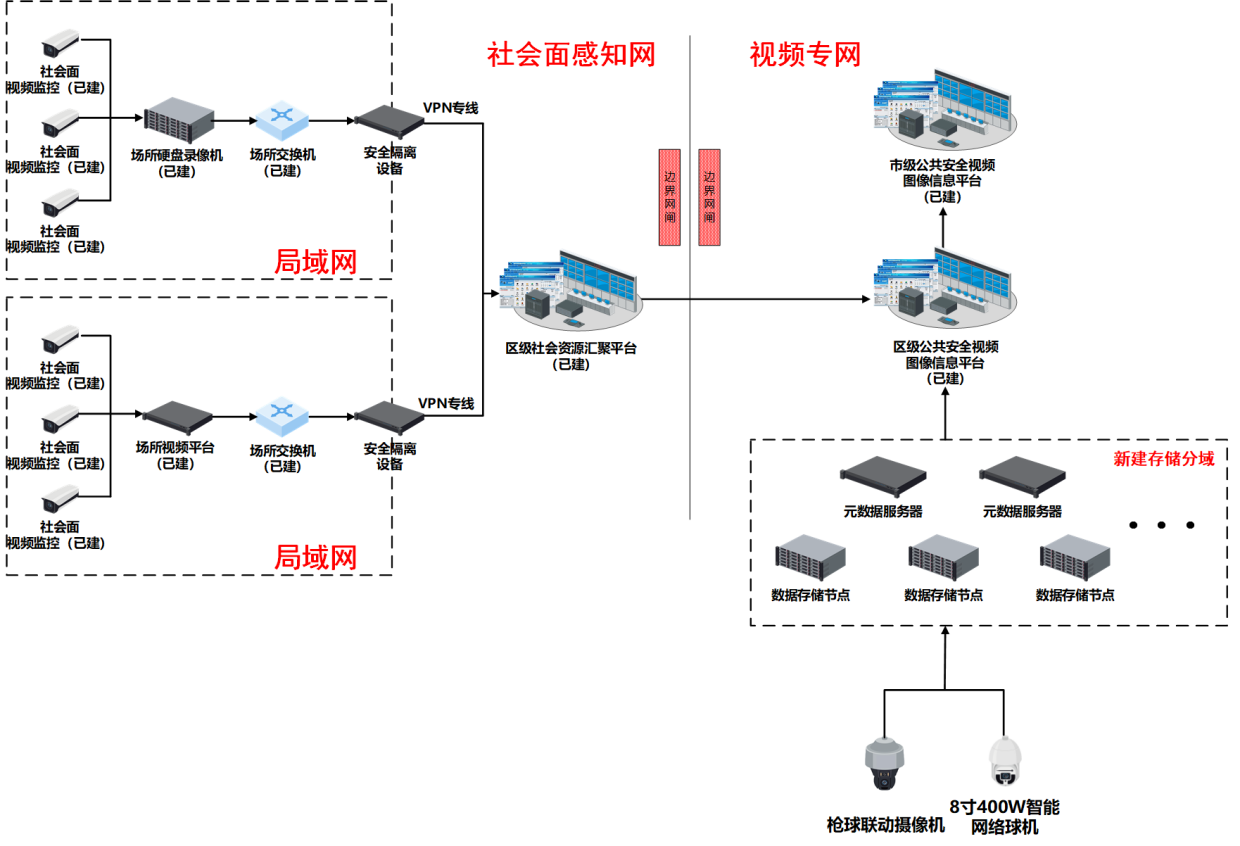 社会面
视频监控（已建）
社会面
视频监控（已建）
社会面
视频监控（已建）
场所硬盘录像机
（已建）
场所交换机
（已建）
安全隔离
设备
VPN专线
局域网
社会面
视频监控（已建）
社会面
视频监控（已建）
社会面
视频监控（已建）
场所视频平台
（已建）
场所交换机
（已建）
安全隔离
设备
VPN专线
局域网
社会面感知网
区级社会资源汇聚平台
（已建）
边界网闸
边界网闸
视频专网
市级公共安全视频
图像信息平台
（已建）
区级公共安全视频
图像信息平台
（已建）
新建存储分域
元数据服务器
元数据服务器
数据存储节点
数据存储节点
数据存储节点
枪球联动摄像机
8寸400W智能
网络球机